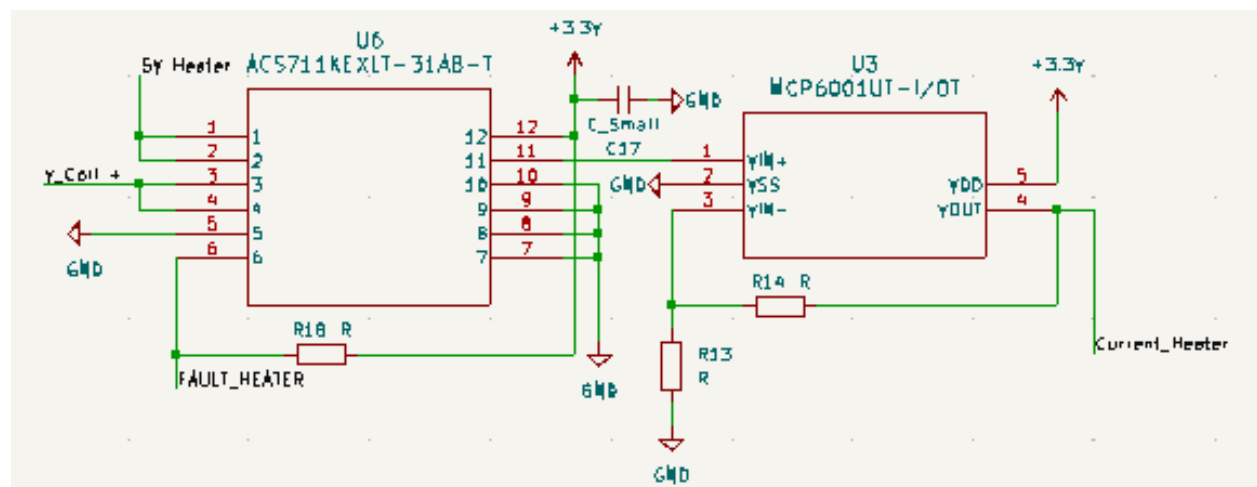 U6
ACS711KEXLT-31AB-T
5V Heater
V_Coil +
GND
1
2
3
4
5
6
1
2
3
4
5
6
12
11
10
9
8
7
12
11
10
9
8
7
R18 R
FAULT_HEATER
+3.3V
C_Small
C17
GND
GND
U3
MCP6001UT-I/OT
+3.3V
GND
1
2
3
VIN+
VSS
VIN-
VDD
VOUT
5
4
R14 R
R13
R
GND
Current_Heater